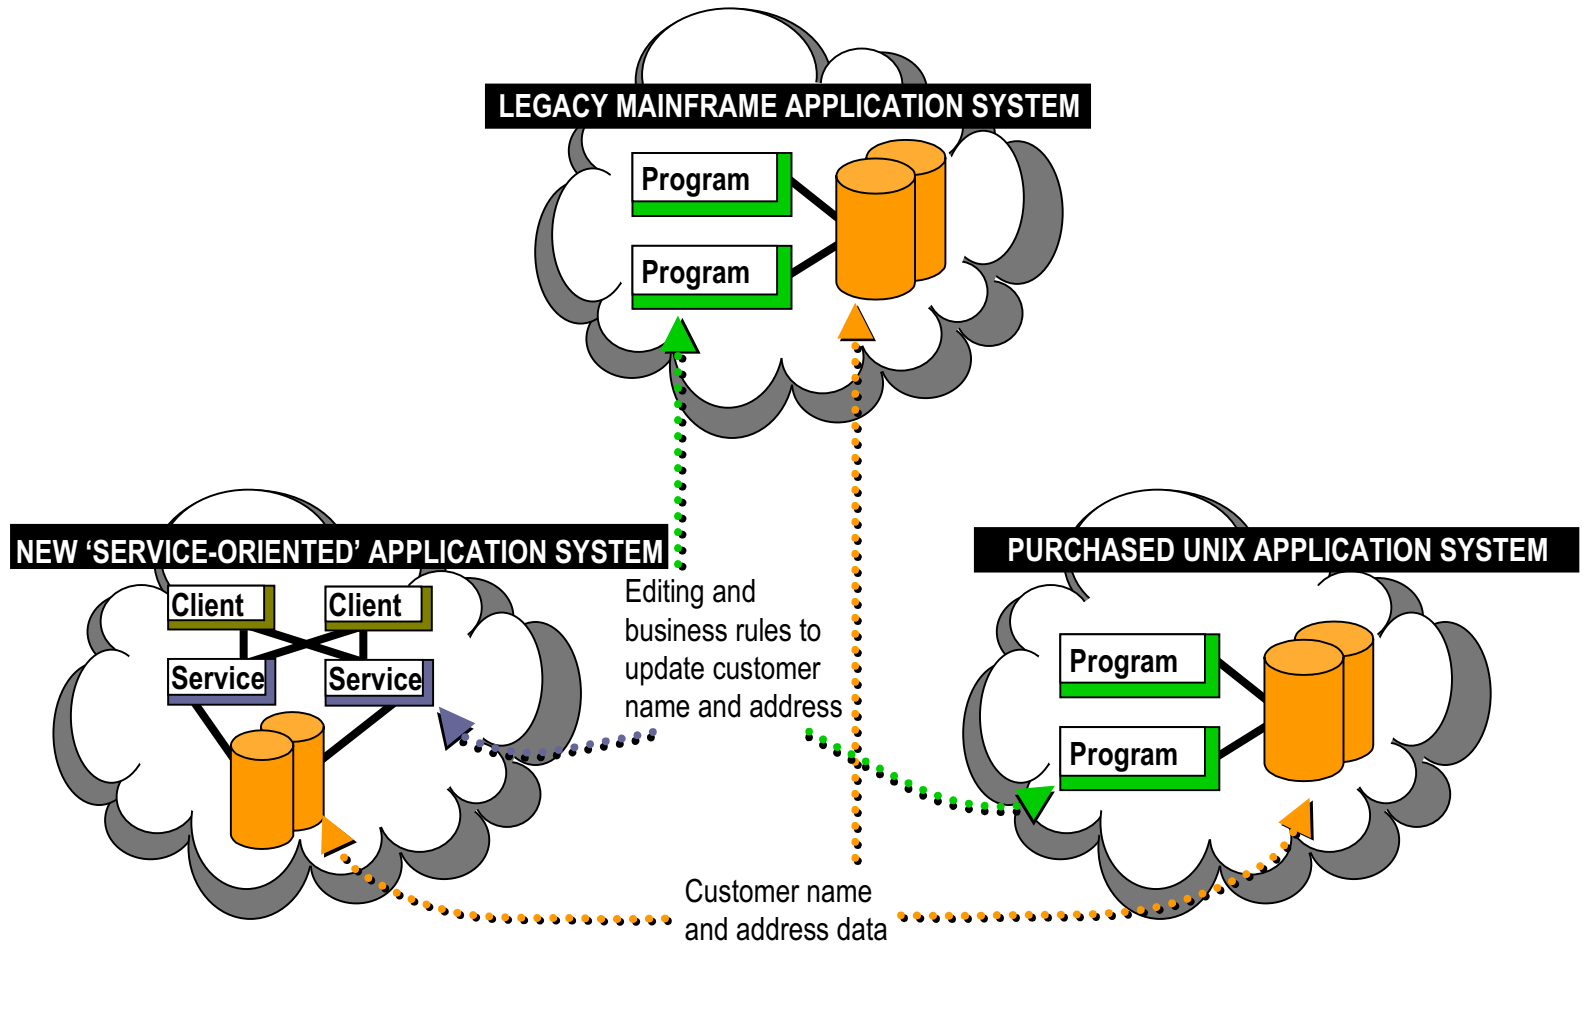 LEGACY MAINFRAME APPLICATION SYSTEM
Program
Program
NEW ‘SERVICE-ORIENTED’ APPLICATION SYSTEM
Client
Client
Service
Service
Editing and
business rules to
update customer
name and address
PURCHASED UNIX APPLICATION SYSTEM
Program
Program
Customer name
and address data